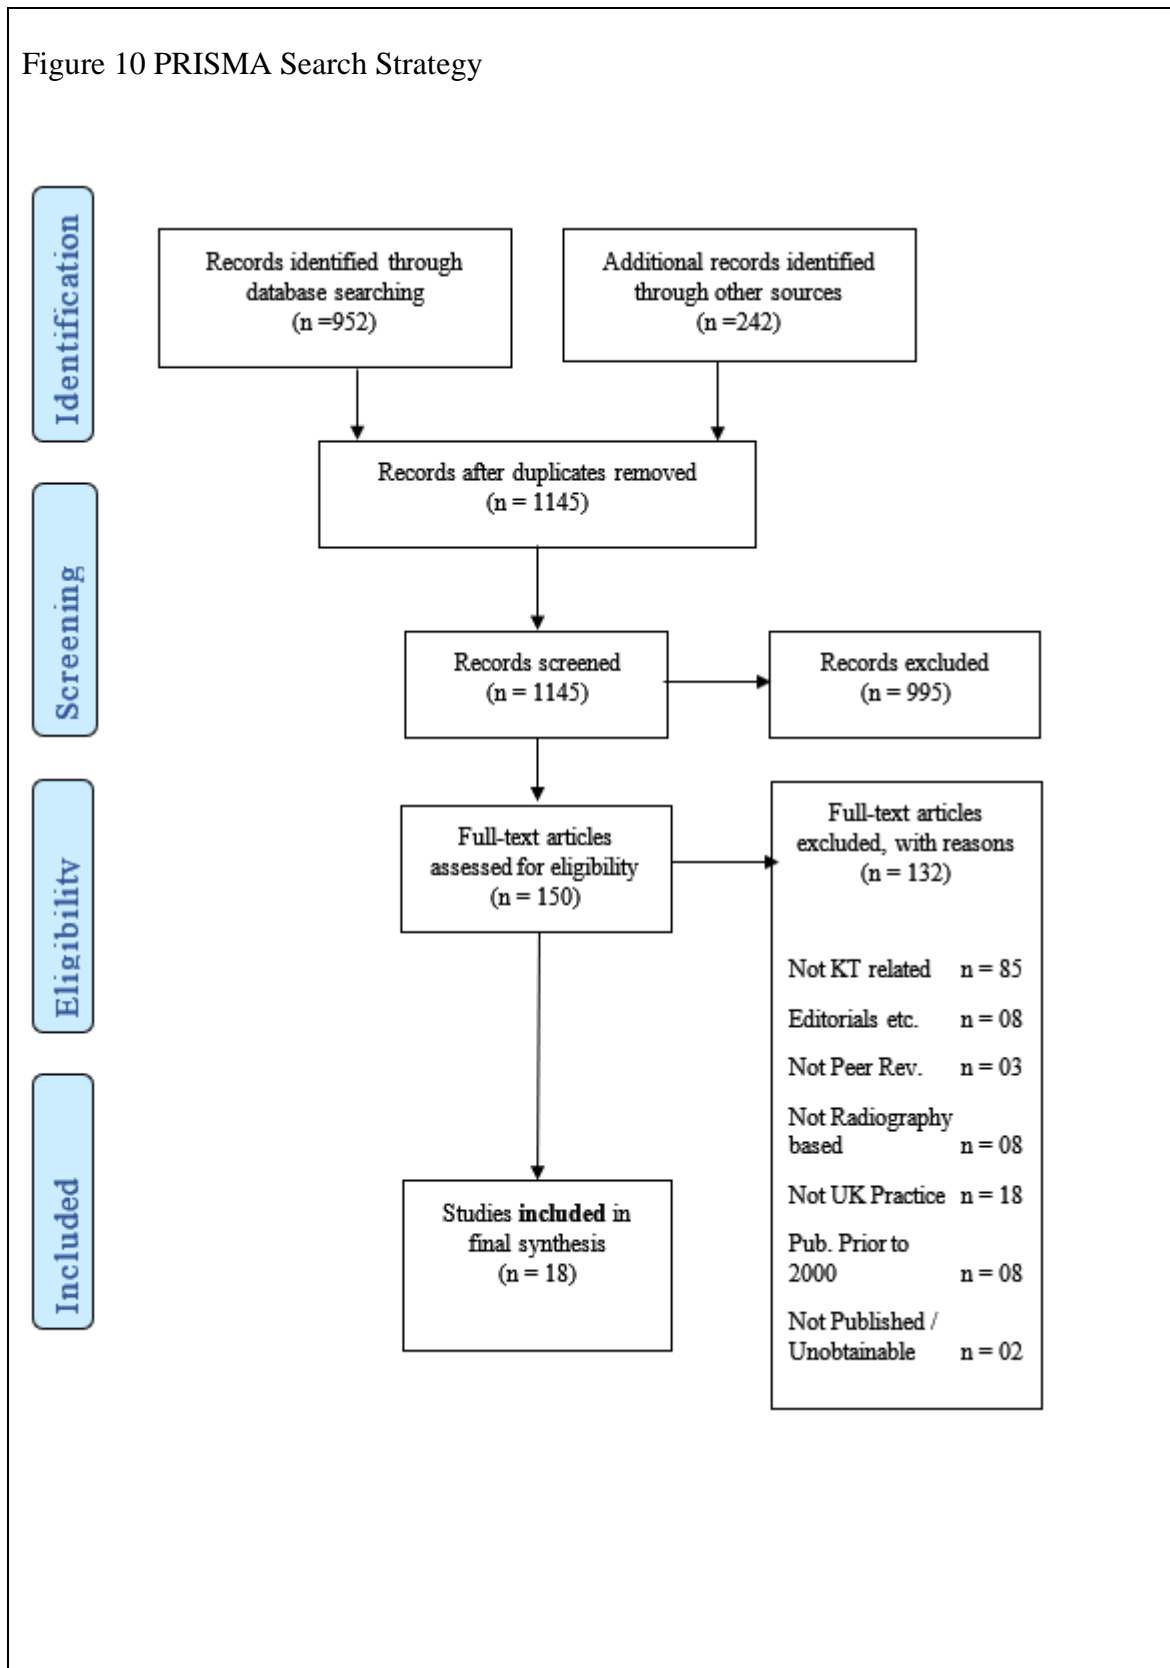 Figure 10 PRISMA Search Strategy
Identification
Records identified through
database searching
(n =952)
Additional records identified
through other sources
(n =242)
Records after duplicates removed
(n = 1145)
Screening
Records screened
(n = 1145)
Records excluded
(n = 995)
Eligibility
Full-text articles
assessed for eligibility
(n = 150)
Full-text articles
excluded, with reasons
(n = 132)
Not KT related n = 85
Editorials etc. n = 08
Not Peer Rev. n = 03
Not Radiography
based n = 08
Not UK Practice n = 18
Pub. Prior to
2000 n = 08
Not Published /
Unobtainable n = 02
Included
Studies included in
final synthesis
(n = 18)